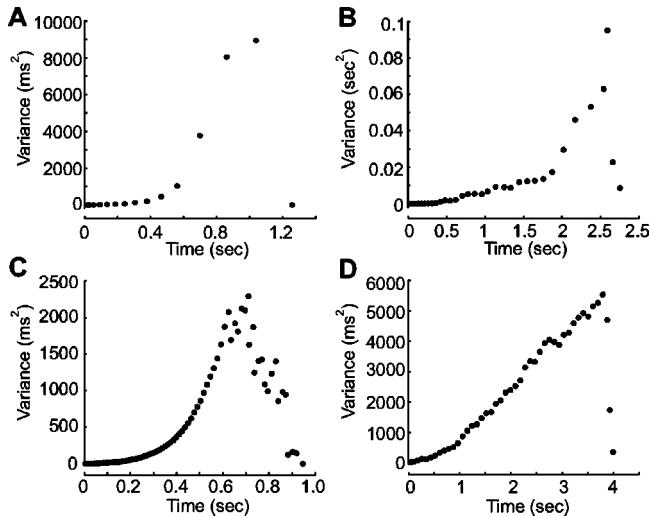 A
10000
8000
6000
4000
2000
0
Variance (ms²)
0 0.4 0.8 1.2
Time (sec)
B
0.1
0.08
0.06
0.04
0.02
0
Variance (sec²)
0 0.5 1 1.5 2 2.5 2.5
Time (sec)
C
2500
2000
1500
1000
500
0
Variance (ms²)
0 0.2 0.4 0.6 0.8 1.0
Time (sec)
D
6000
5000
4000
3000
2000
1000
0
Variance (ms²)
0 1 2 3 4
Time (sec)